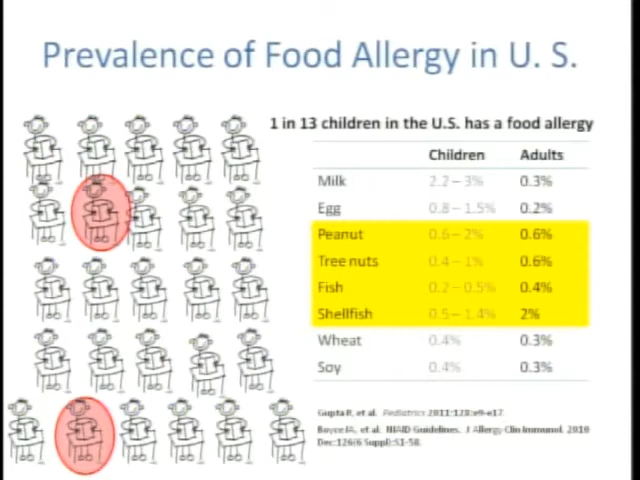 Prevalence of Food Allergy in U. S.
1 in 13 children in the U.S. has a food allergy
Children Adults
Milk 2.2 – 3% 0.3%
Egg 0.8 – 1.5% 0.2%
Peanut 0.6 – 2% 0.6%
Tree nuts 0.4 – 1% 0.6%
Fish 0.2 – 0.5% 0.4%
Shellfish 0.5 – 1.4% 2%
Wheat 0.4% 0.3%
Soy 0.4% 0.3%
Gupta R, et al. Pediatrics 2011:128:e9-e17.
Boyce JA, et al. NIAID Guidelines. J Allergy Clin Immunol. 2010
Dec:126(6 Suppl):S1-58.